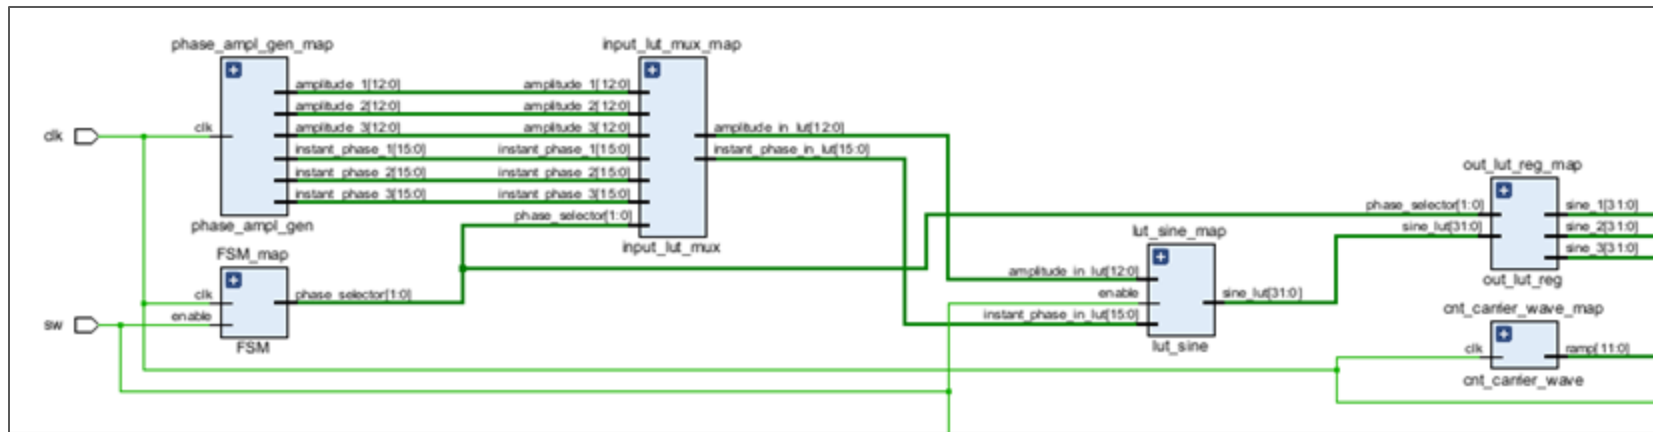 phase_ampl_gen_map
clk
clk
amplitude_1[12:0]
amplitude_2[12:0]
amplitude_3[12:0]
instant_phase_1[15:0]
instant_phase_2[15:0]
instant_phase_3[15:0]
phase_ampl_gen
FSM_map
sw
clk
enable
phase_selector[1:0]
FSM
input_lut_mux_map
amplitude_1[12:0]
amplitude_2[12:0]
amplitude_3[12:0]
instant_phase_1[15:0]
instant_phase_2[15:0]
instant_phase_3[15:0]
phase_selector[1:0]
amplitude_in_lut[12:0]
instant_phase_in_lut[15:0]
input_lut_mux
lut_sine_map
amplitude_in_lut[12:0]
enable
instant_phase_in_lut[15:0]
sine_lut[31:0]
lut_sine
out_lut_reg_map
phase_selector[1:0]
sine_lut[31:0]
sine_1[31:0]
sine_2[31:0]
sine_3[31:0]
out_lut_reg
cnt_carrier_wave_map
clk
ramp[11:0]
cnt_carrier_wave